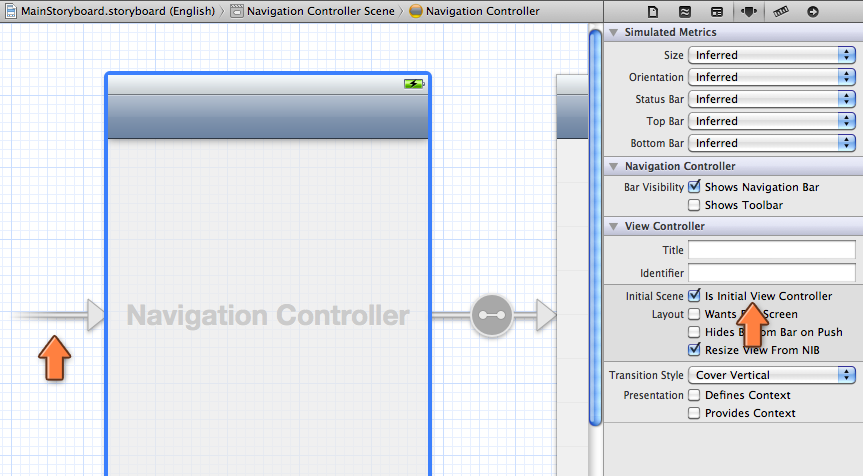 MainStoryboard.storyboard (English) 〉 Navigation Controller Scene 〉 Navigation Controller
Navigation Controller
Simulated Metrics
Size Inferred
Orientation Inferred
Status Bar Inferred
Top Bar Inferred
Bottom Bar Inferred
Navigation Controller
Bar Visibility Shows Navigation Bar
Shows Toolbar
View Controller
Title
Identifier
Initial Scene Is Initial View Controller
Layout Wants Screen
Hides Bottom Bar on Push
Resize View From NIB
Transition Style Cover Vertical
Presentation Defines Context
Provides Context